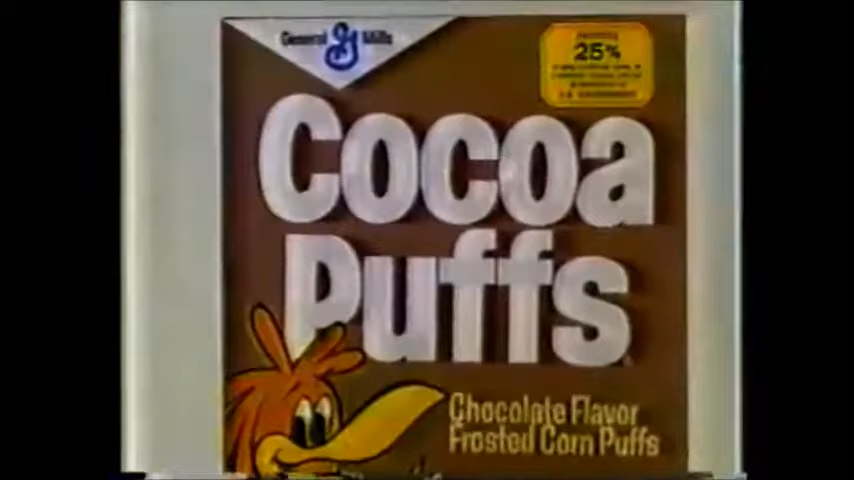 General Mills
25%
Cocoa
Puffs
Chocolate Flavor
Frosted Corn Puffs